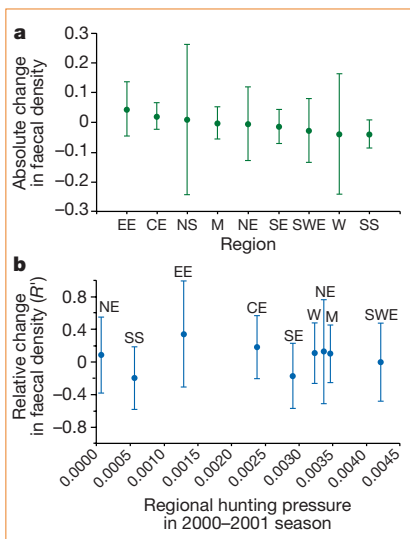 a
Absolute change
in faecal density
0.3
0.2
0.1
0
−0.1
−0.2
−0.3
EE CE NS M NE SE SWE W SS
Region
b
Relative change
in faecal density (R')
0.8
0.4
0
−0.4
−0.8
NE
SS
EE
CE
SE
W
NE
M
SWE
0.0000 0.0005 0.0010 0.0015 0.0020 0.0025 0.0030 0.0035 0.0040 0.0045
Regional hunting pressure
in 2000–2001 season